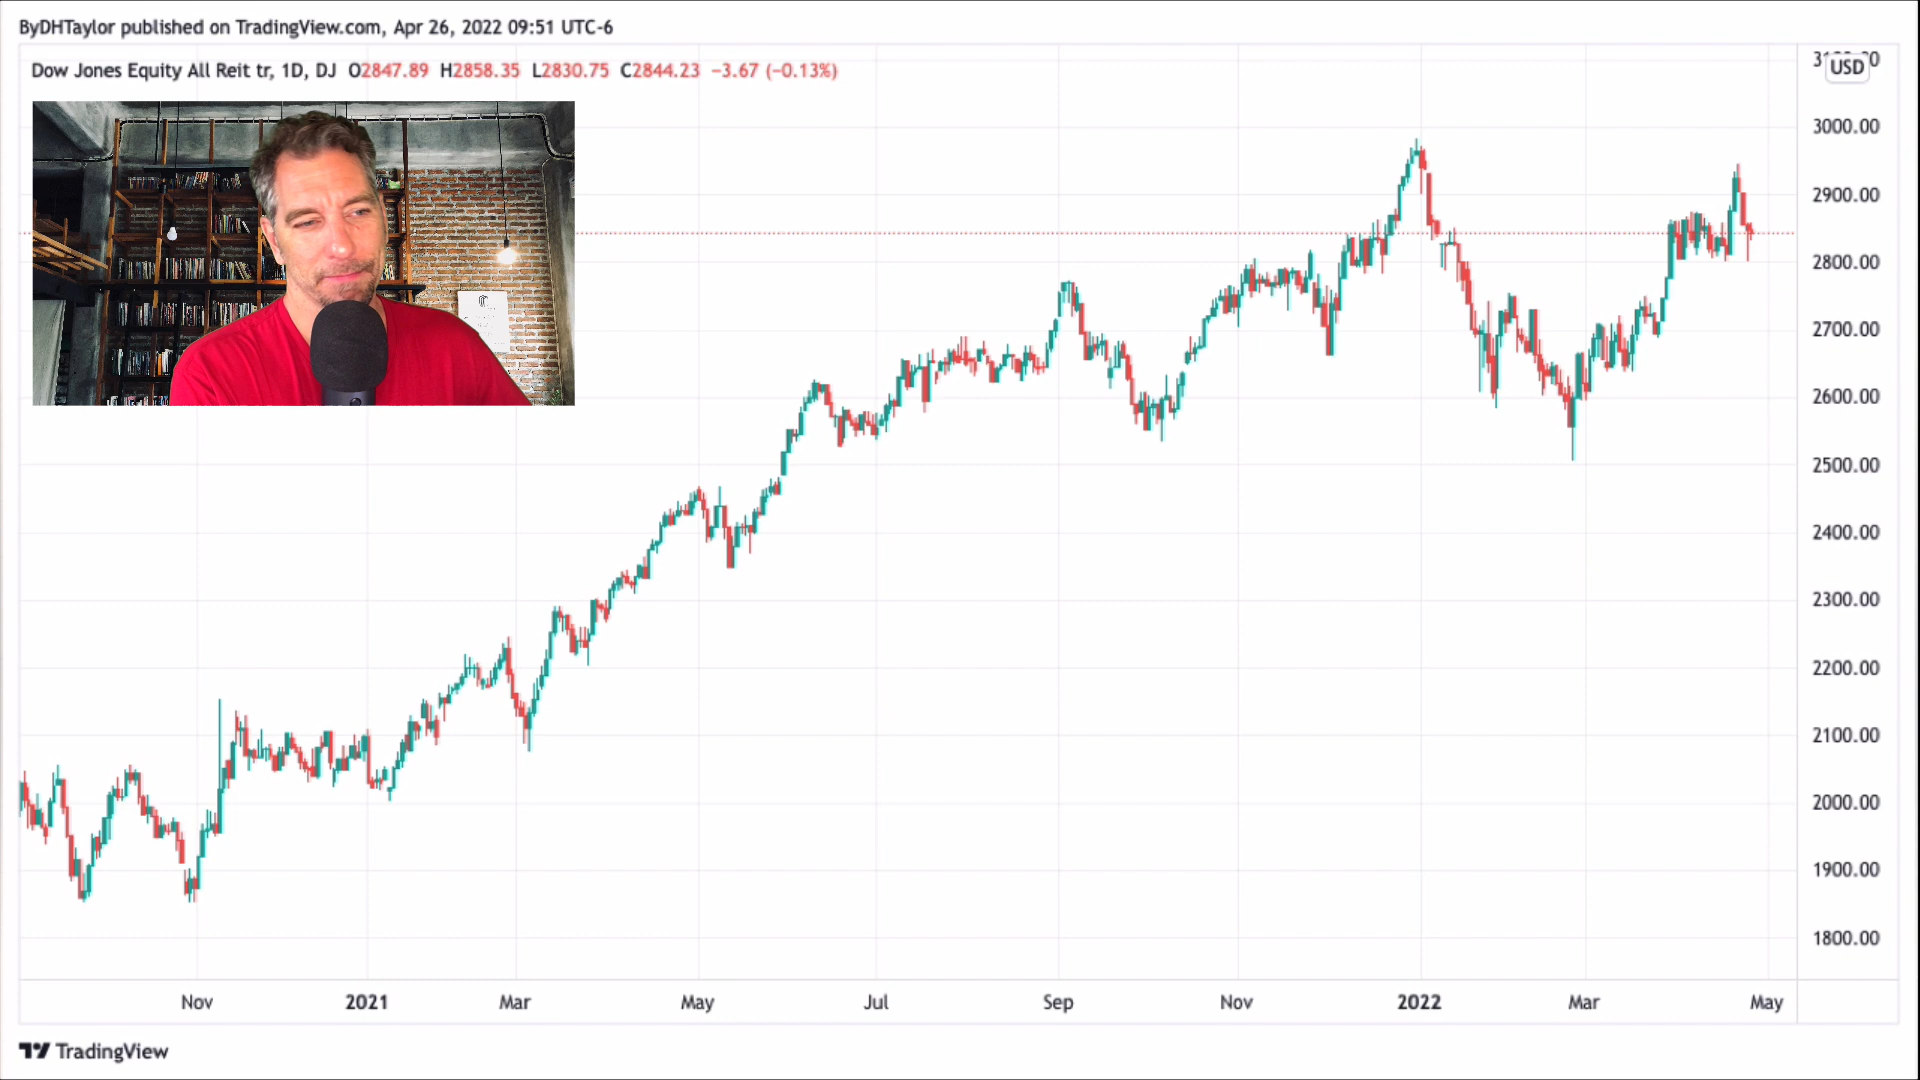 ByDHTaylor published on TradingView.com, Apr 26, 2022 09:51 UTC-6
Dow Jones Equity All Reit tr, 1D, DJ O2847.89 H2858.35 L2830.75 C2844.23 −3.67 (−0.13%)
USD
3000.00
2900.00
2800.00
2700.00
2600.00
2500.00
2400.00
2300.00
2200.00
2100.00
2000.00
1900.00
1800.00
Nov 2021 Mar May Jul Sep Nov 2022 Mar May
TradingView